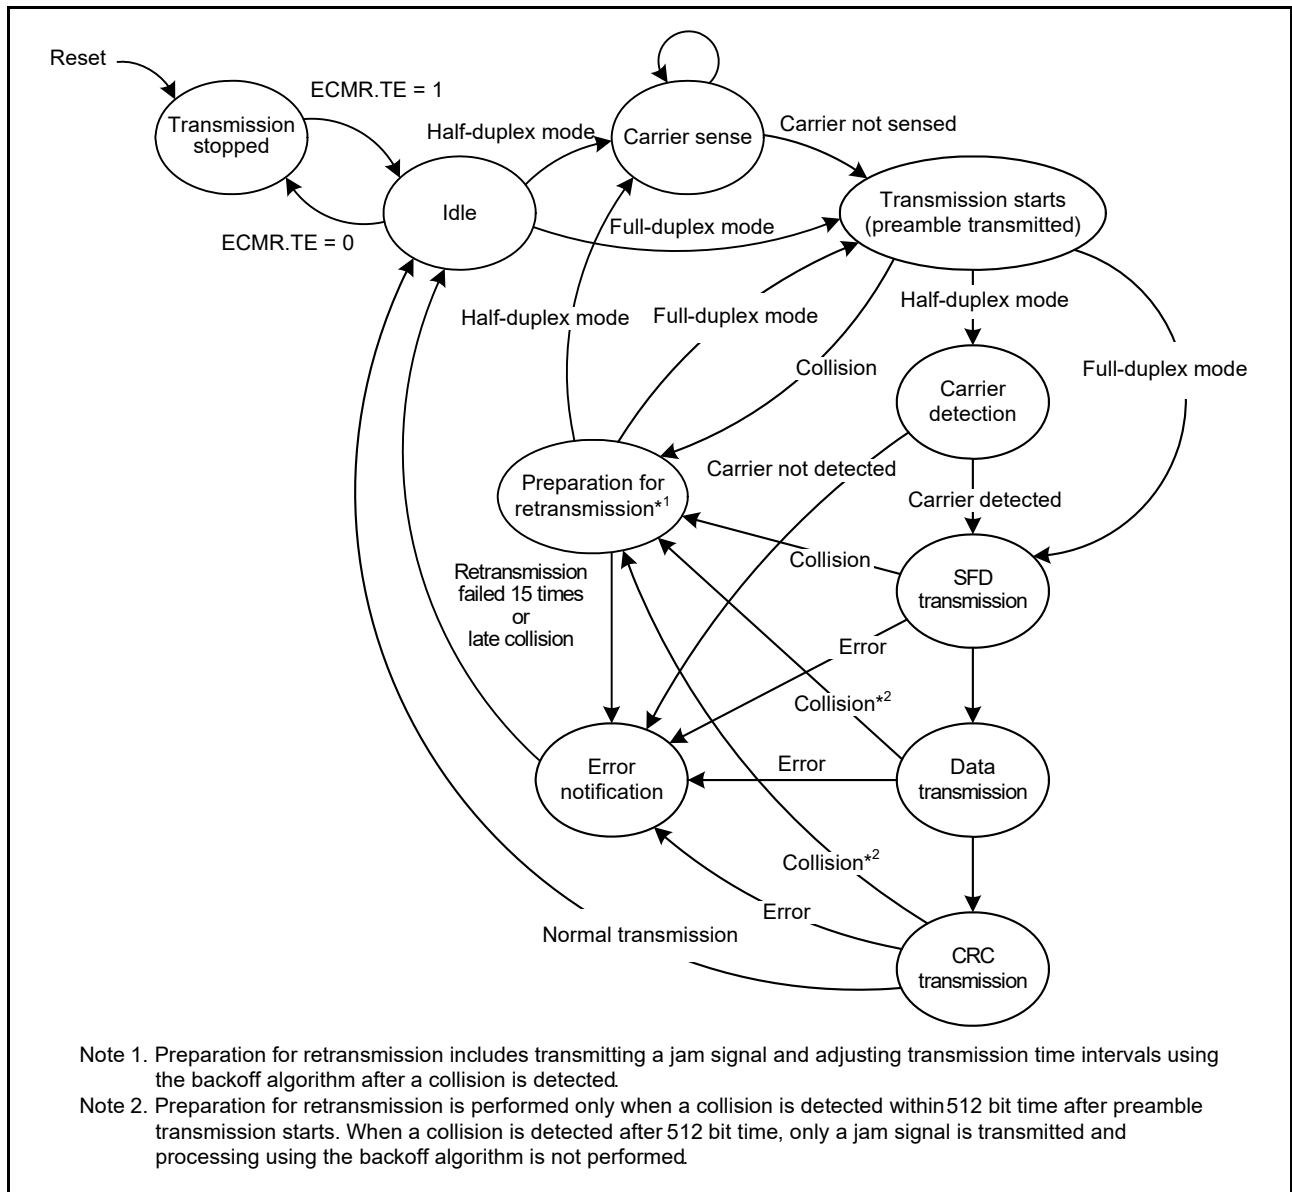 Reset
ECMR.TE = 1
Transmission
stopped
Half-duplex mode
Carrier sense
Carrier not sensed
Idle
Transmission starts
(preamble transmitted)
ECMR.TE = 0
Full-duplex mode
Half-duplex mode
Half-duplex mode
Full-duplex mode
Collision
Full-duplex mode
Carrier
detection
Carrier not detected
Preparation for
retransmission*1
Carrier detected
Collision
Retransmission
failed 15 times
or
late collision
SFD
transmission
Error
Collision*2
Error
notification
Error
Data
transmission
Collision*2
Error
Normal transmission
CRC
transmission
Note 1. Preparation for retransmission includes transmitting a jam signal and adjusting transmission time intervals using
the backoff algorithm after a collision is detected.
Note 2. Preparation for retransmission is performed only when a collision is detected within 512 bit time after preamble
transmission starts. When a collision is detected after 512 bit time, only a jam signal is transmitted and
processing using the backoff algorithm is not performed.